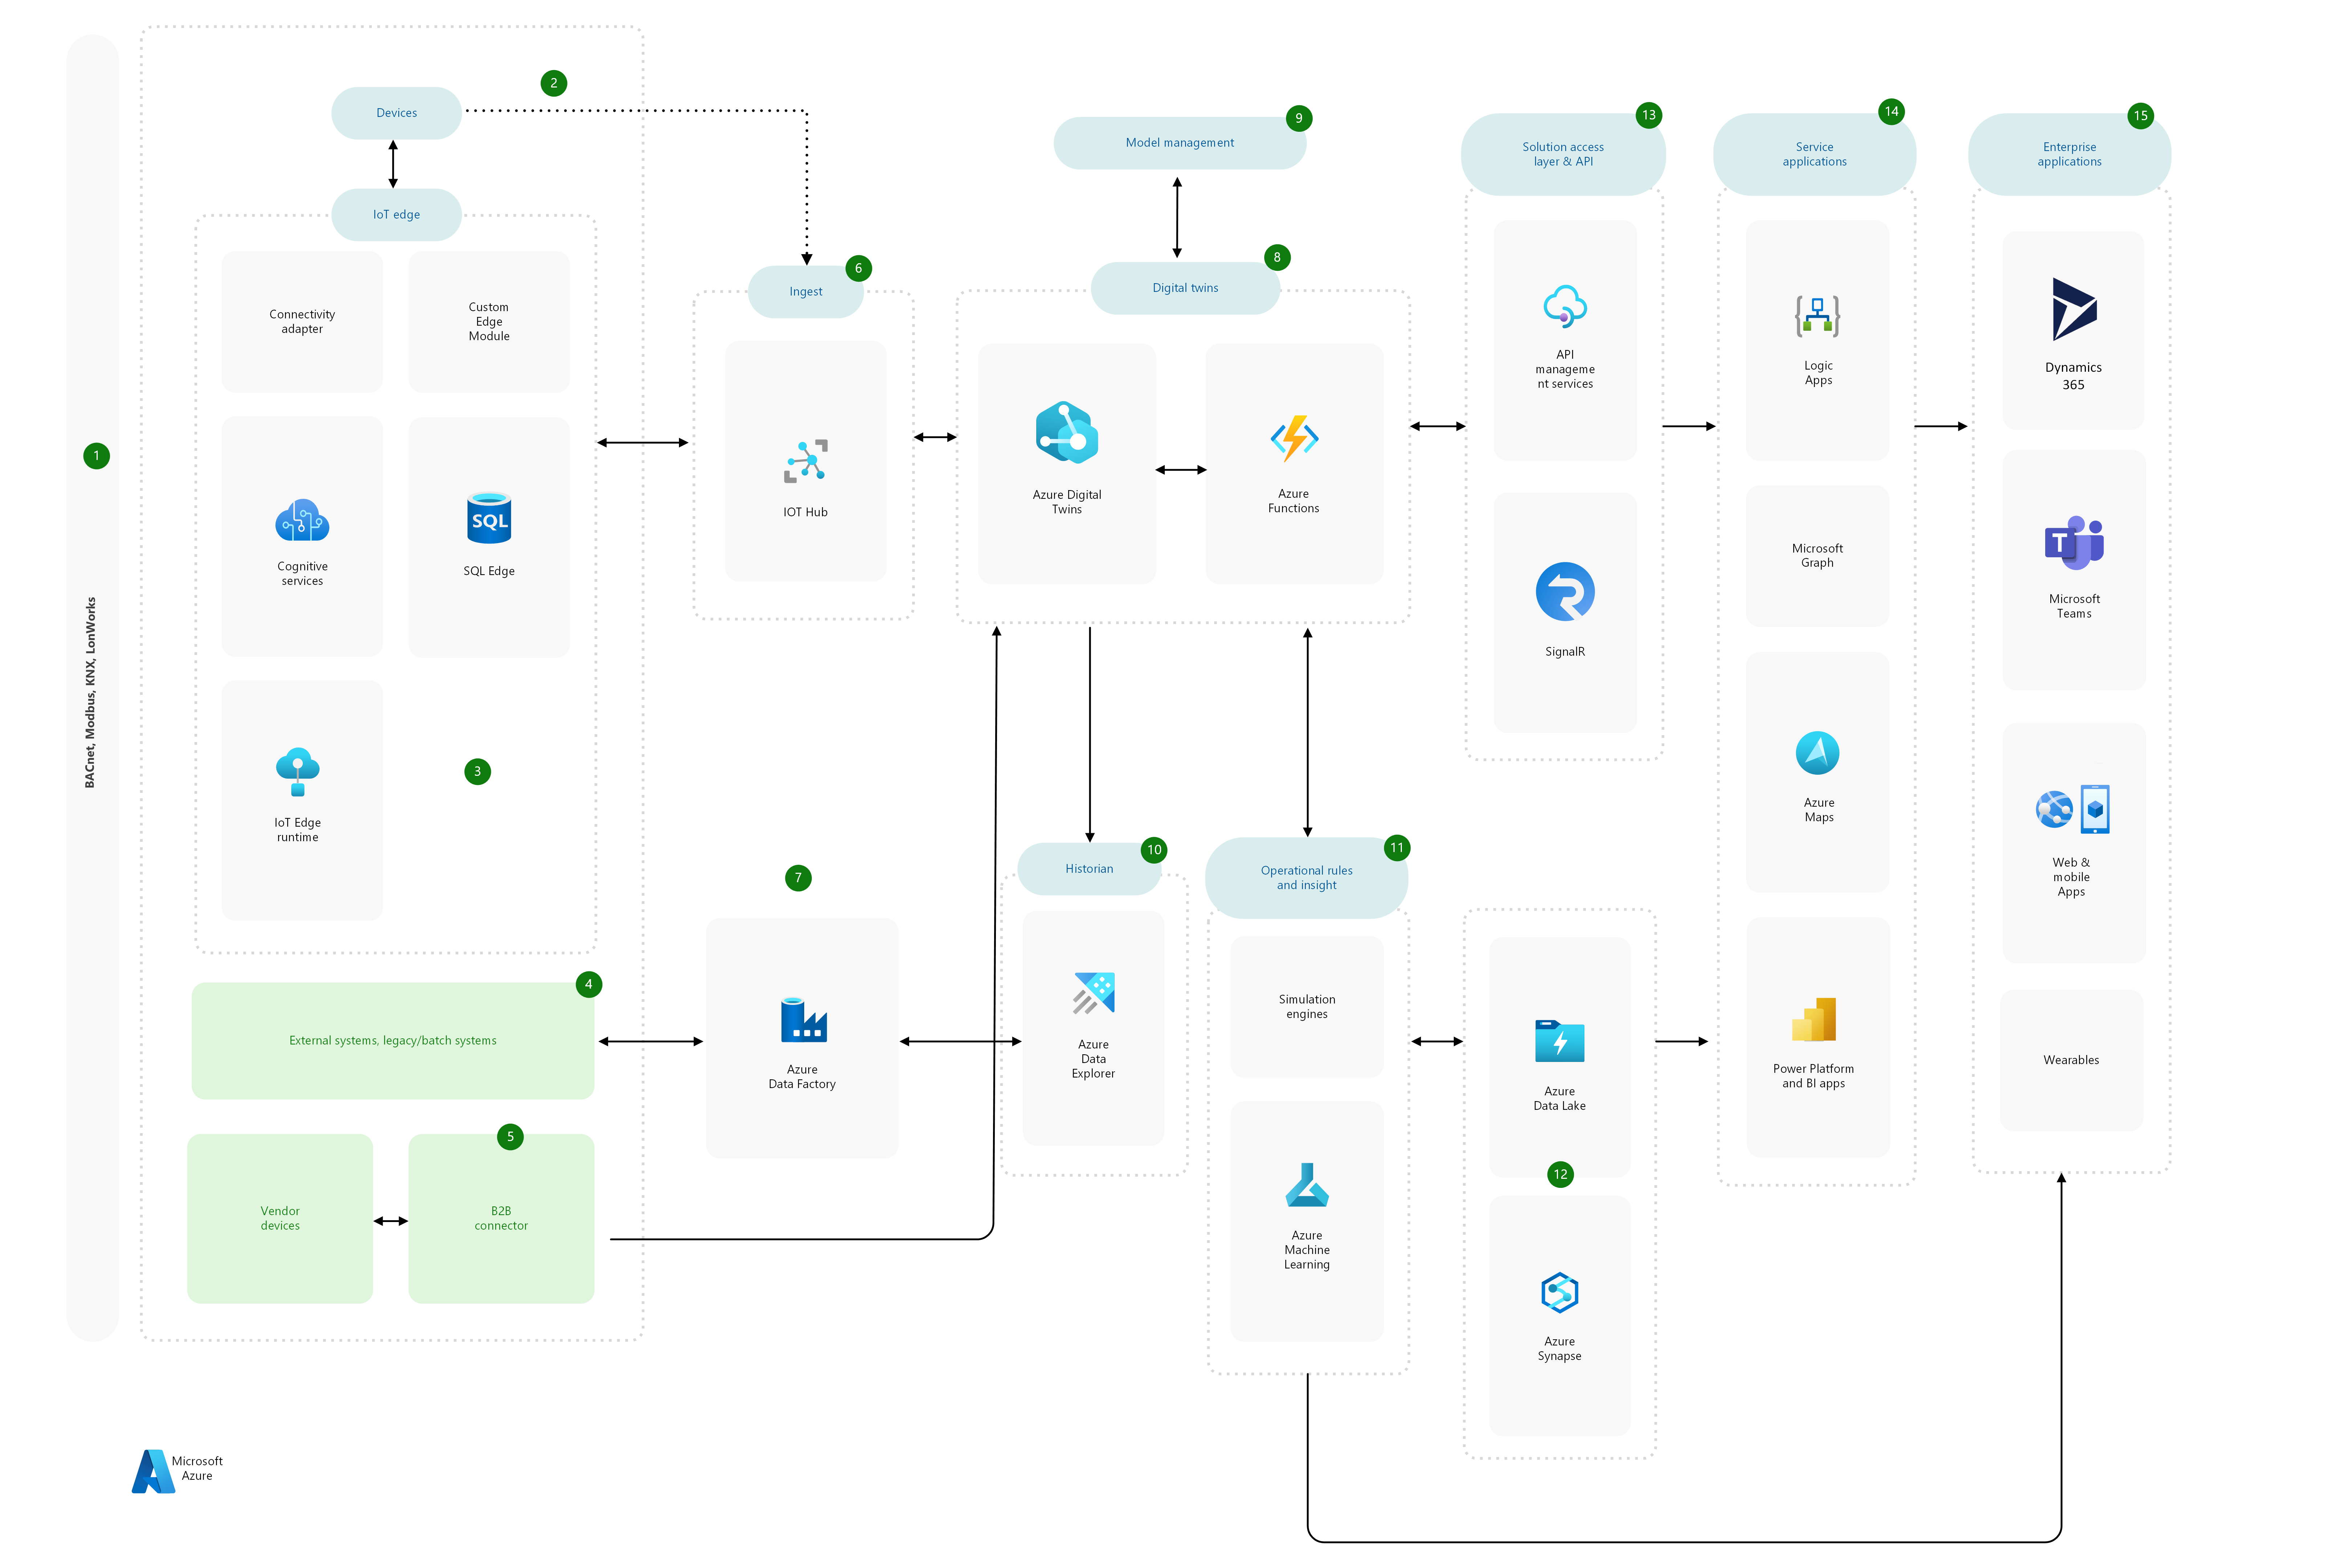 1
BACnet, Modbus, KNX, LonWorks
2
Devices
IoT edge
Connectivity
adapter
Custom
Edge
Module
Cognitive
services
SQL
SQL Edge
IoT Edge
runtime
3
4
External systems, legacy/batch systems
5
Vendor
devices
B2B
connector
6
Ingest
IOT Hub
7
Azure
Data Factory
9
Model management
8
Digital twins
Azure Digital
Twins
Azure
Functions
10
Historian
Azure
Data
Explorer
11
Operational rules
and insight
Simulation
engines
Azure
Machine
Learning
Azure
Data Lake
12
Azure
Synapse
13
Solution access
layer & API
API
manageme
nt services
SignalR
14
Service
applications
Logic
Apps
Microsoft
Graph
Azure
Maps
Power Platform
and BI apps
15
Enterprise
applications
Dynamics
365
T
Microsoft
Teams
Web &
mobile
Apps
Wearables
Microsoft
Azure